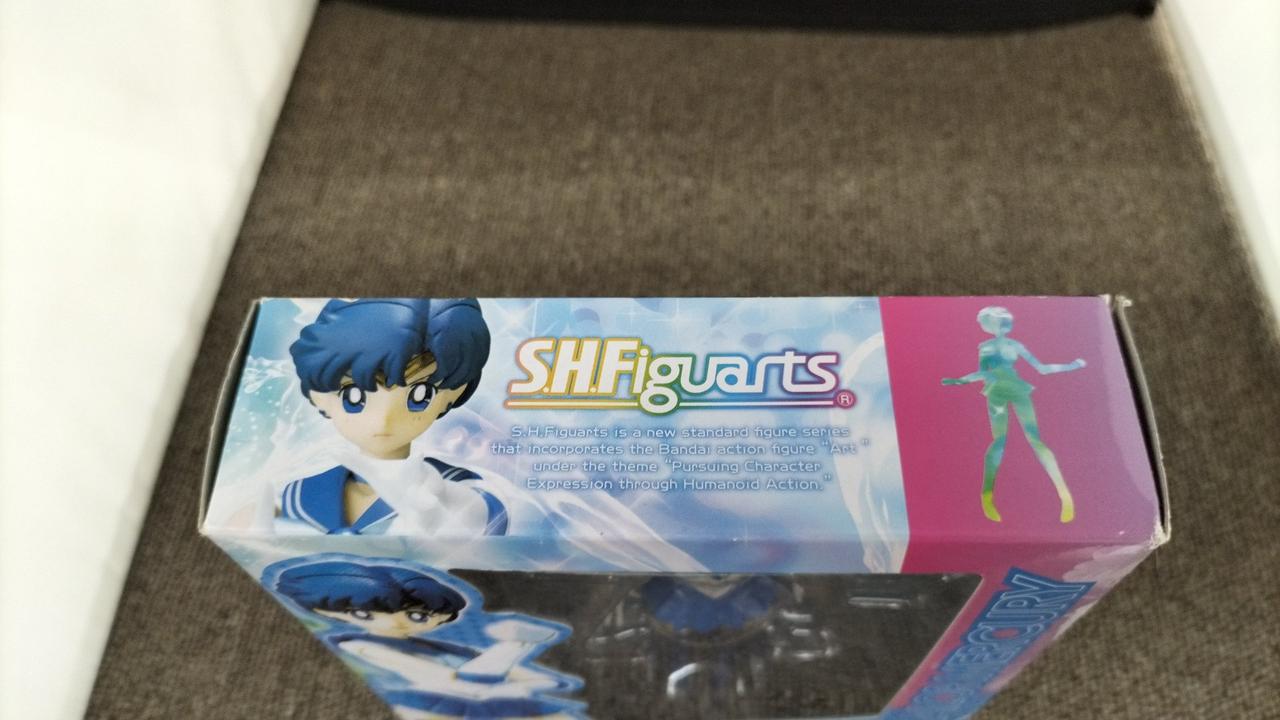 S.H.Figuarts®
S.H.Figuarts is a new standard figure series
that incorporates the Bandai action figure "Art"
under the theme "Pursuing Character
Expression through Humanoid Action."
MERCURY